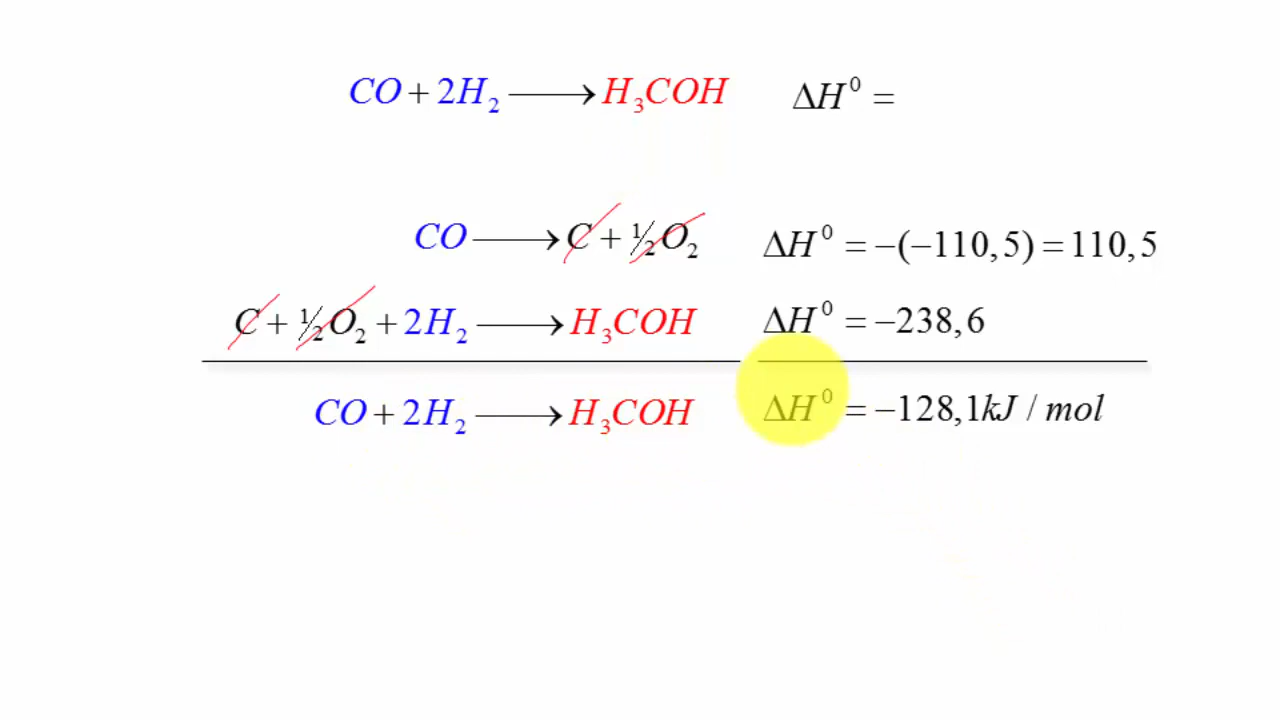 CO + 2H₂ ⟶ H₃COH ΔH⁰ =
CO ⟶ C + ½O₂ ΔH⁰ = −(−110,5) = 110,5
C + ½O₂ + 2H₂ ⟶ H₃COH ΔH⁰ = −238,6
CO + 2H₂ ⟶ H₃COH ΔH⁰ = −128,1kJ / mol